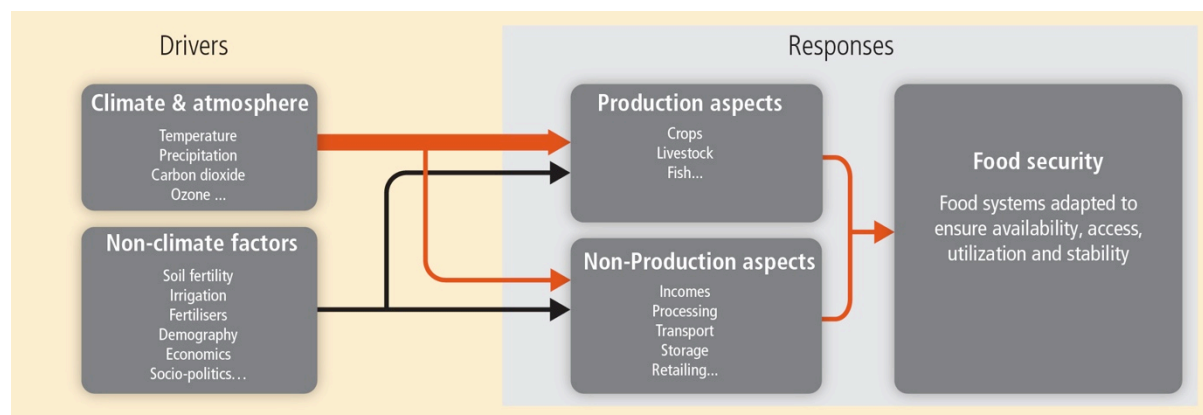 Drivers
Responses
Climate & atmosphere
Temperature
Precipitation
Carbon dioxide
Ozone ...
Non-climate factors
Soil fertility
Irrigation
Fertilisers
Demography
Economics
Socio-politics...
Production aspects
Crops
Livestock
Fish...
Non-Production aspects
Incomes
Processing
Transport
Storage
Retailing...
Food security
Food systems adapted to
ensure availability, access,
utilization and stability